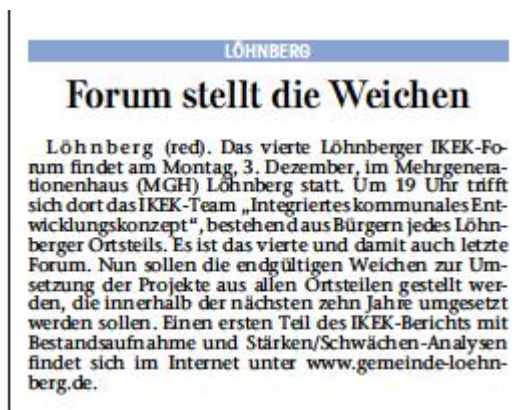 LÖHNBERG
Forum stellt die Weichen
Löhnberg (red). Das vierte Löhnberger IKEK-Fo-
rum findet am Montag, 3. Dezember, im Mehrgenera-
tionenhaus (MGH) Löhnberg statt. Um 19 Uhr trifft
sich dort das IKEK-Team „Integriertes kommunales Ent-
wicklungskonzept“, bestehend aus Bürgern jedes Löhn-
berger Ortsteils. Es ist das vierte und damit auch letzte
Forum. Nun sollen die endgültigen Weichen zur Um-
setzung der Projekte aus allen Ortsteilen gestellt wer-
den, die innerhalb der nächsten zehn Jahre umgesetzt
werden sollen. Einen ersten Teil des IKEK-Berichts mit
Bestandsaufnahme und Stärken/Schwächen-Analysen
findet sich im Internet unter www.gemeinde-loehn-
berg.de.